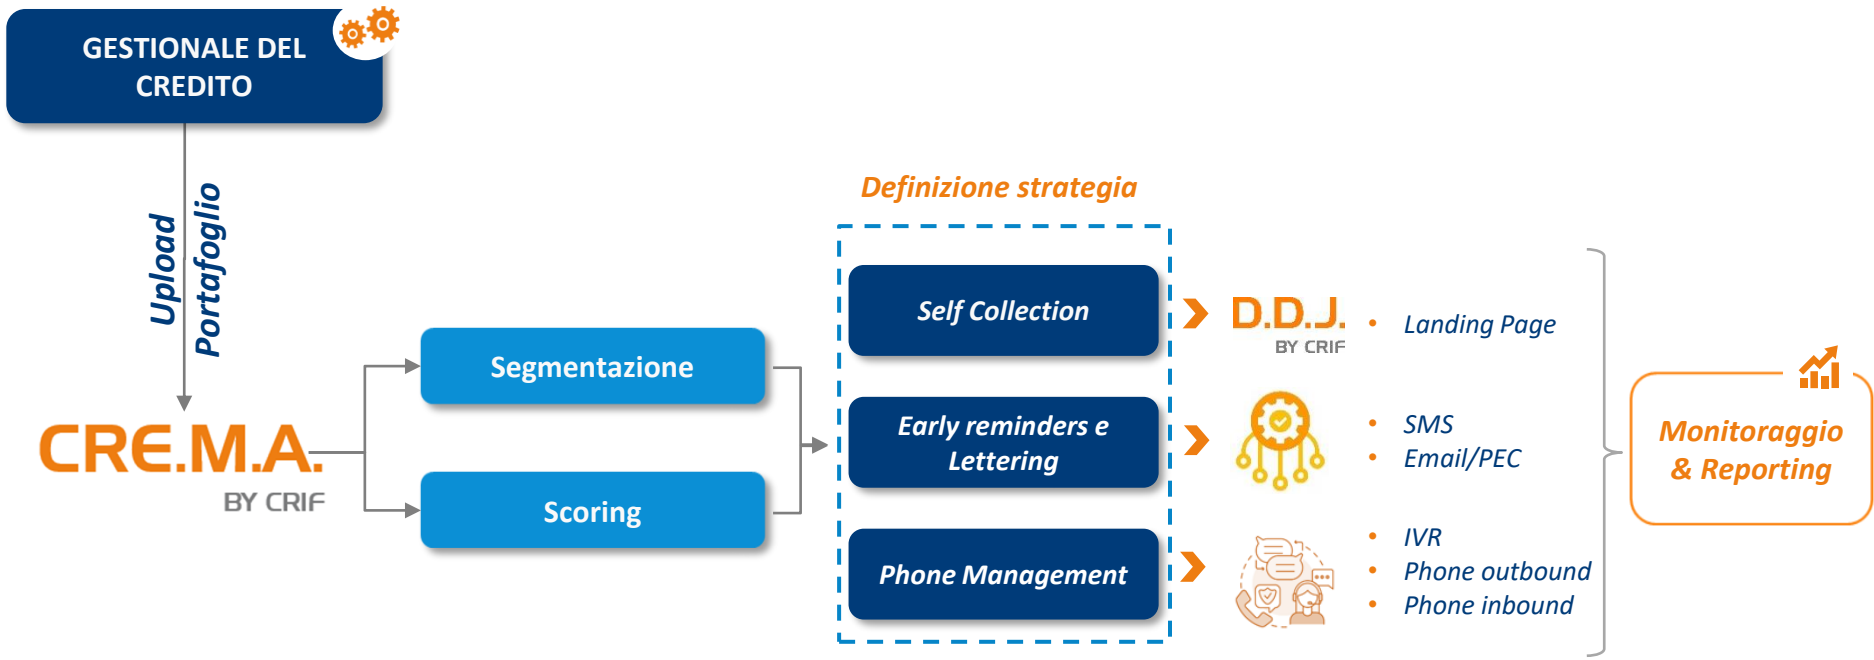 GESTIONALE DEL
CREDITO
Upload
Portafoglio
CRE.M.A.
BY CRIF
Segmentazione
Scoring
Definizione strategia
Self Collection
Early reminders e
Lettering
Phone Management
D.D.J.
BY CRIF
• Landing Page
• SMS
• Email/PEC
• IVR
• Phone outbound
• Phone inbound
Monitoraggio
& Reporting